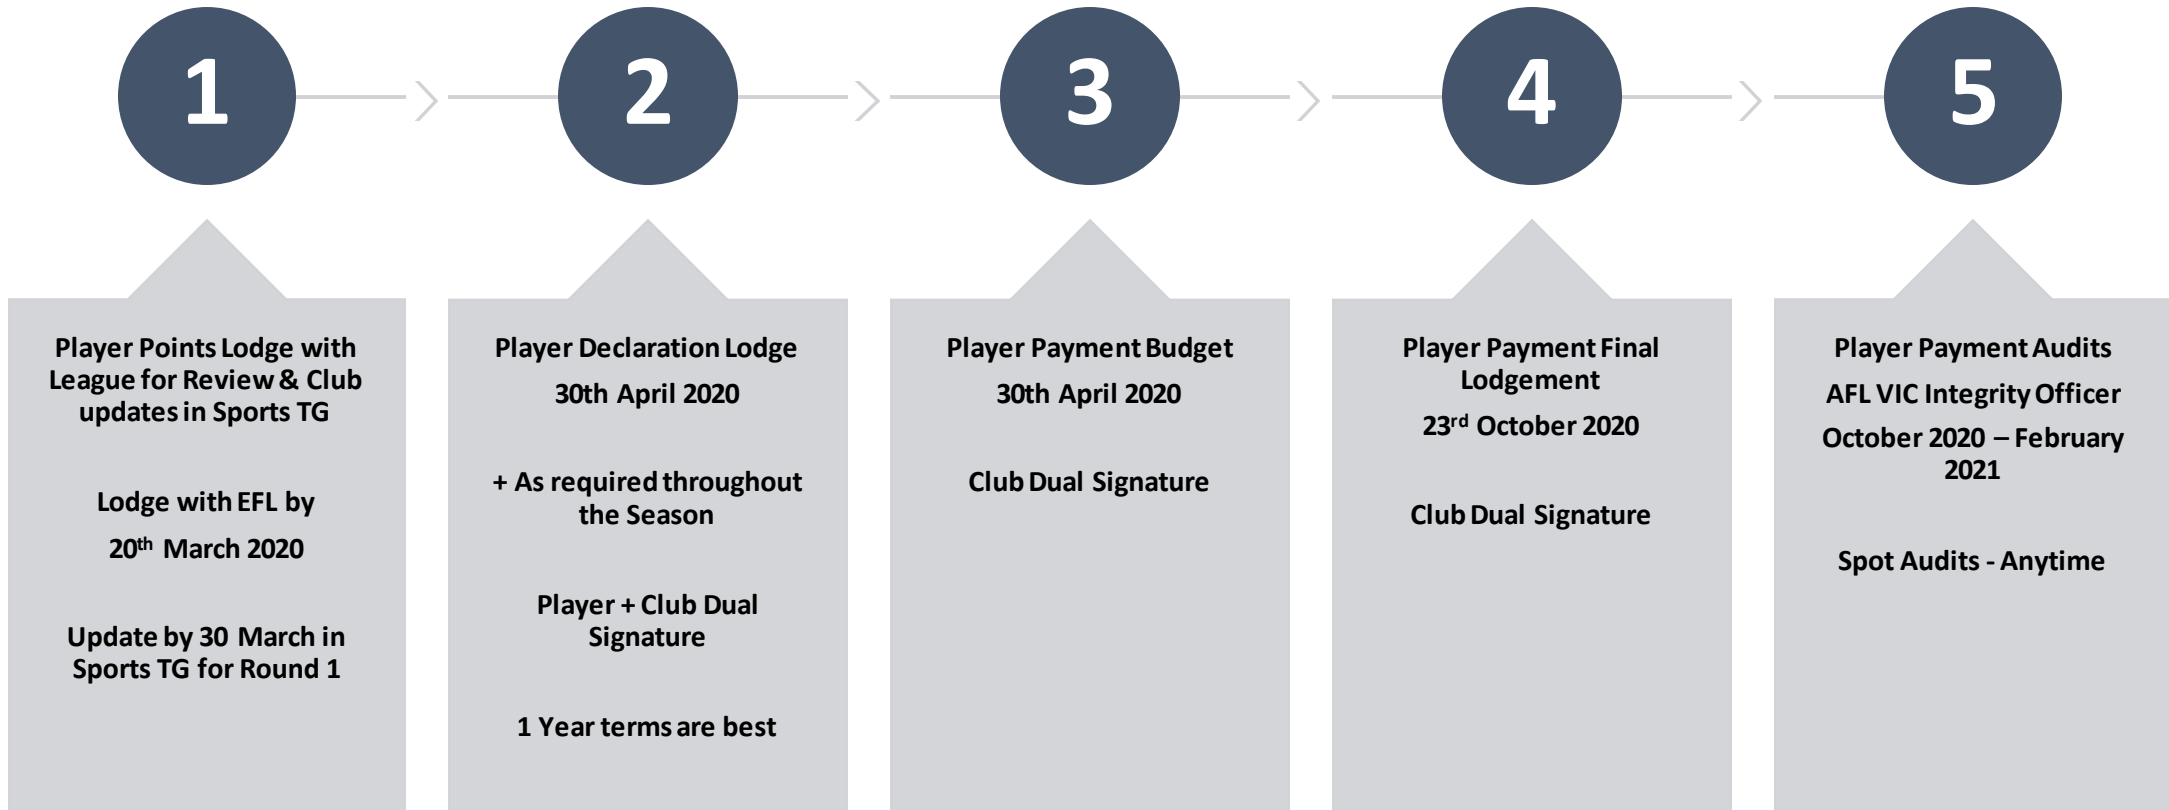 1
2
3
4
5
Player Points Lodge with
League for Review & Club
updates in Sports TG
Lodge with EFL by
20th March 2020
Update by 30 March in
Sports TG for Round 1
Player Declaration Lodge
30th April 2020
+ As required throughout
the Season
Player + Club Dual
Signature
1 Year terms are best
Player Payment Budget
30th April 2020
Club Dual Signature
Player Payment Final
Lodgement
23rd October 2020
Club Dual Signature
Player Payment Audits
AFL VIC Integrity Officer
October 2020 – February
2021
Spot Audits - Anytime